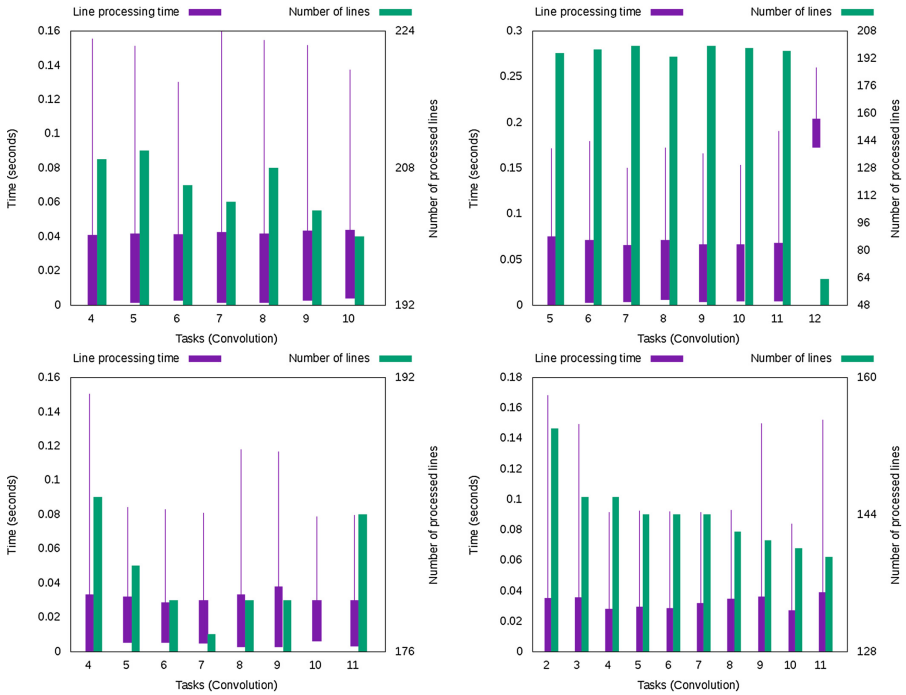 Line processing time Number of lines
0.16 0.14 0.12 0.1 0.08 0.06 0.04 0.02 0
Time (seconds)
224 208 192
Number of processed lines
4 5 6 7 8 9 10
Tasks (Convolution)
Line processing time Number of lines
0.3 0.25 0.2 0.15 0.1 0.05 0
Time (seconds)
208 192 176 160 144 128 112 96 80 64 48
Number of processed lines
5 6 7 8 9 10 11 12
Tasks (Convolution)
Line processing time Number of lines
0.16 0.14 0.12 0.1 0.08 0.06 0.04 0.02 0
Time (seconds)
192 176
Number of processed lines
4 5 6 7 8 9 10 11
Tasks (Convolution)
Line processing time Number of lines
0.18 0.16 0.14 0.12 0.1 0.08 0.06 0.04 0.02 0
Time (seconds)
160 144 128
Number of processed lines
2 3 4 5 6 7 8 9 10 11
Tasks (Convolution)